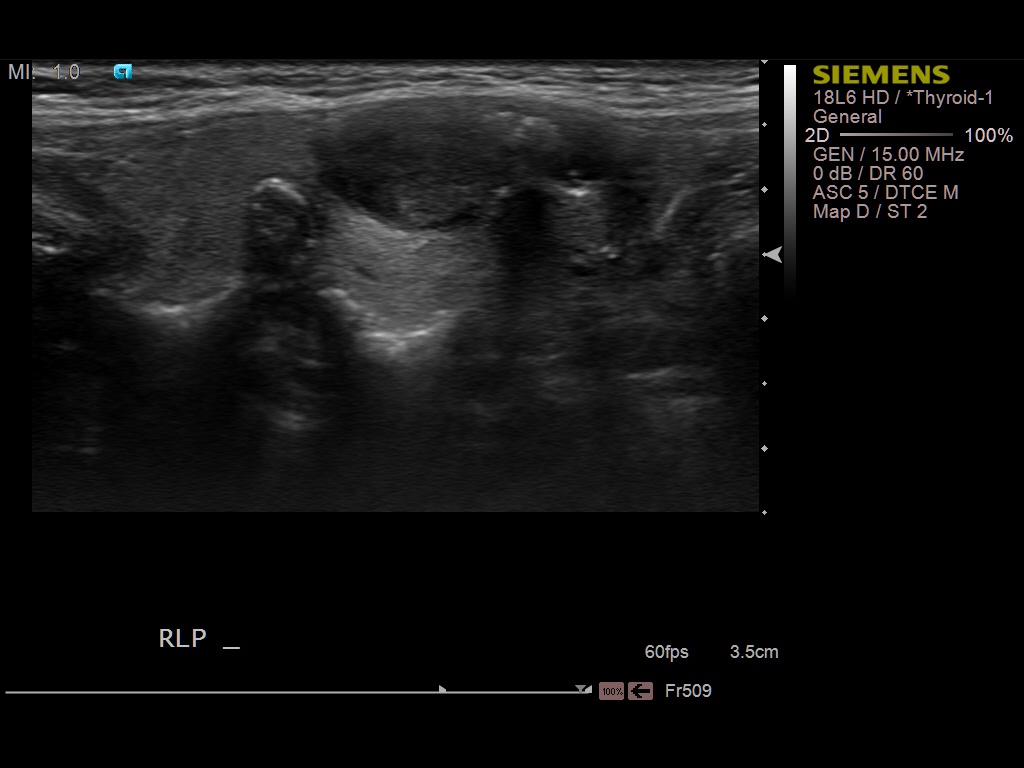 MI: 1.0
SIEMENS
18L6 HD / *Thyroid-1
General
2D 100%
GEN / 15.00 MHz
0 dB / DR 60
ASC 5 / DTCE M
Map D / ST 2
RLP _
60fps 3.5cm
100% Fr509